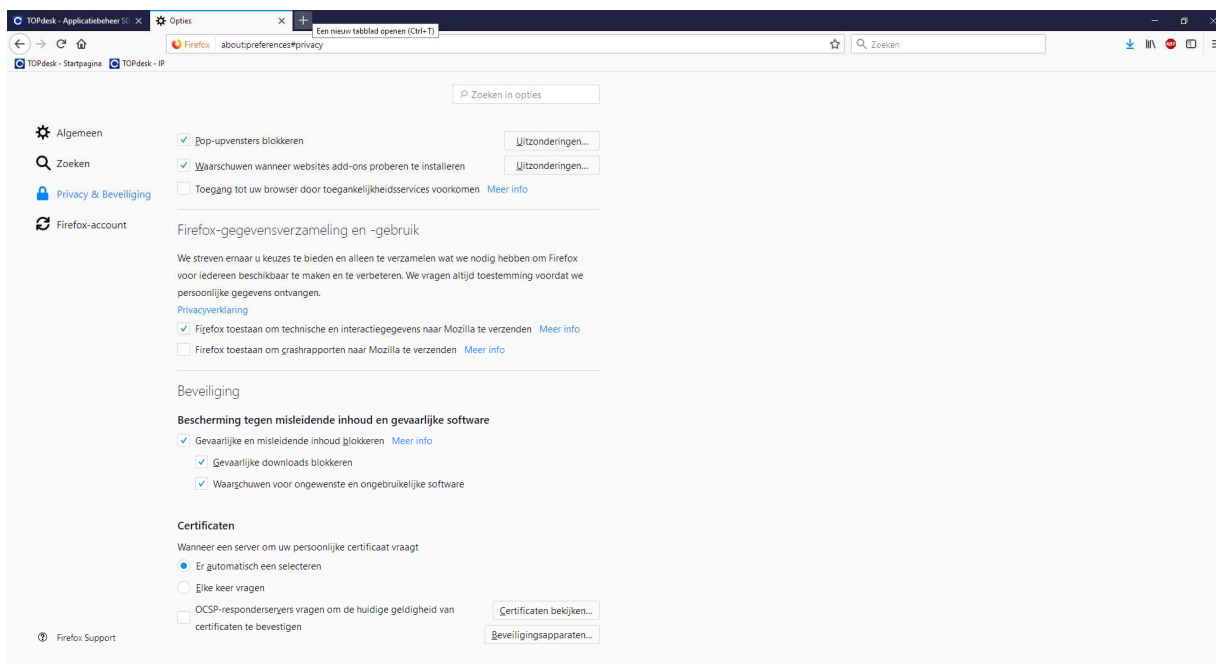 TOPdesk - Applicatiebeheer SD
Opties
Een nieuw tabblad openen (Ctrl+T)
Firefox about:preferences#privacy
Zoeken
ABP
TOPdesk - Startpagina TOPdesk - IP
Zoeken in opties
Algemeen
Zoeken
Privacy & Beveiliging
Firefox-account
Pop-upvensters blokkeren Uitzonderingen...
Waarschuwen wanneer websites add-ons proberen te installeren Uitzonderingen...
Toegang tot uw browser door toegankelijkheidsservices voorkomen Meer info
Firefox-gegevensverzameling en -gebruik
We streven ernaar u keuzes te bieden en alleen te verzamelen wat we nodig hebben om Firefox
voor iedereen beschikbaar te maken en te verbeteren. We vragen altijd toestemming voordat we
persoonlijke gegevens ontvangen.
Privacyverklaring
Firefox toestaan om technische en interactiegegevens naar Mozilla te verzenden Meer info
Firefox toestaan om crashrapporten naar Mozilla te verzenden Meer info
Beveiliging
Bescherming tegen misleidende inhoud en gevaarlijke software
Gevaarlijke en misleidende inhoud blokkeren Meer info
Gevaarlijke downloads blokkeren
Waarschuwen voor ongewenste en ongebruikelijke software
Certificaten
Wanneer een server om uw persoonlijke certificaat vraagt
Er automatisch een selecteren
Elke keer vragen
OCSP-responderservers vragen om de huidige geldigheid van
certificaten te bevestigen
Certificaten bekijken...
Beveiligingsapparaten...
Firefox Support